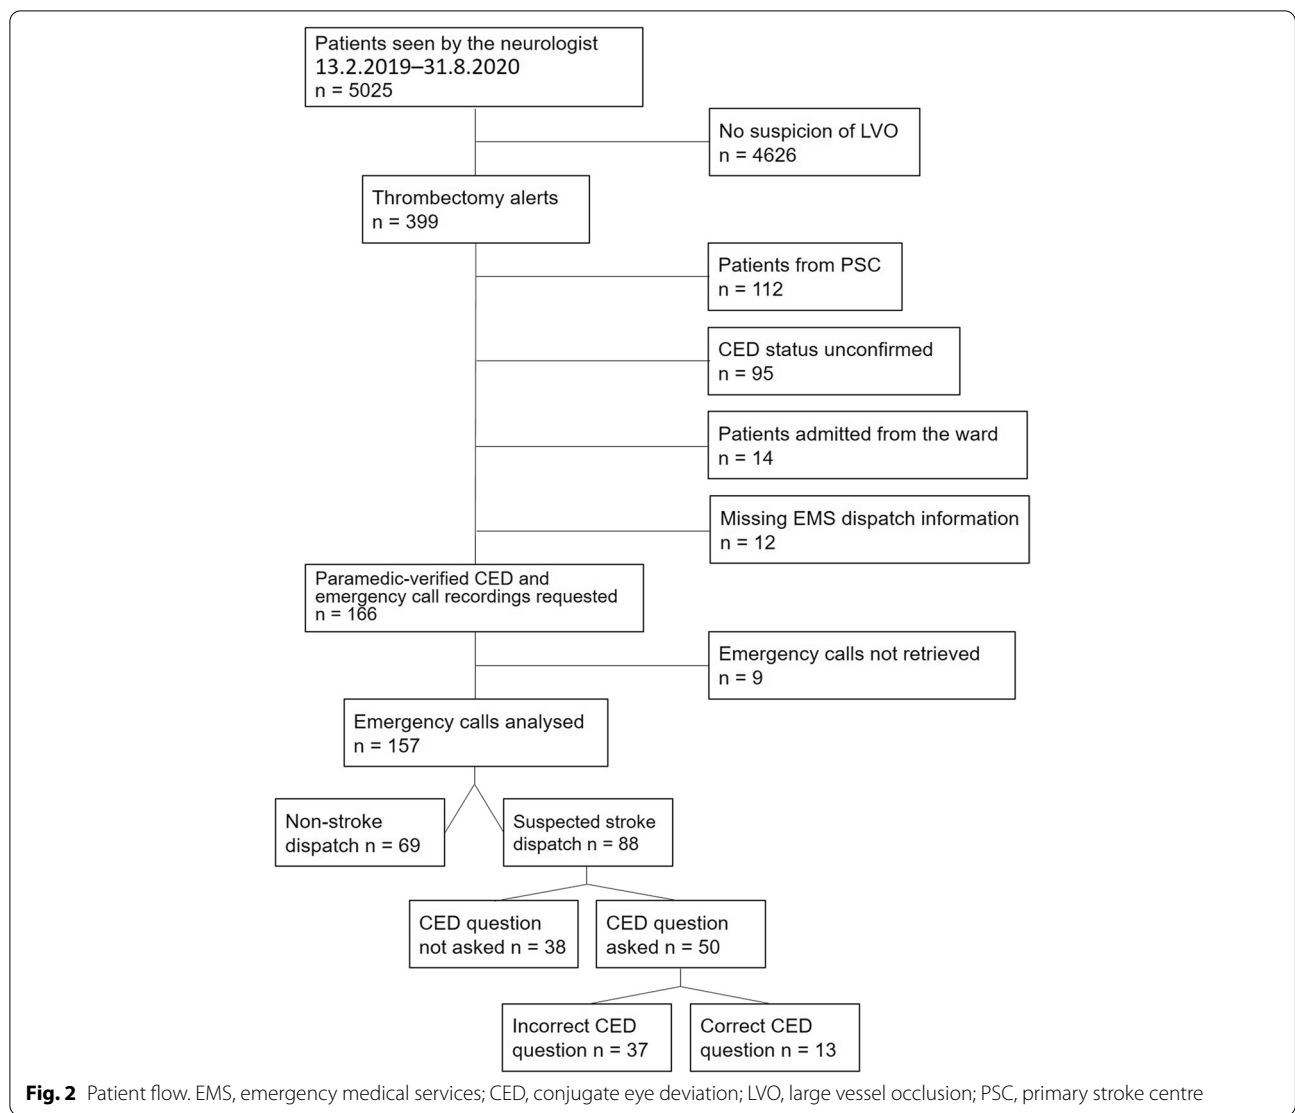 Patients seen by the neurologist
13.2.2019–31.8.2020
n = 5025
No suspicion of LVO
n = 4626
Thrombectomy alerts
n = 399
Patients from PSC
n = 112
CED status unconfirmed
n = 95
Patients admitted from the ward
n = 14
Missing EMS dispatch information
n = 12
Paramedic-verified CED and
emergency call recordings requested
n = 166
Emergency calls not retrieved
n = 9
Emergency calls analysed
n = 157
Non-stroke
dispatch n = 69
Suspected stroke
dispatch n = 88
CED question
not asked n = 38
CED question
asked n = 50
Incorrect CED
question n = 37
Correct CED
question n = 13
Fig. 2 Patient flow. EMS, emergency medical services; CED, conjugate eye deviation; LVO, large vessel occlusion; PSC, primary stroke centre